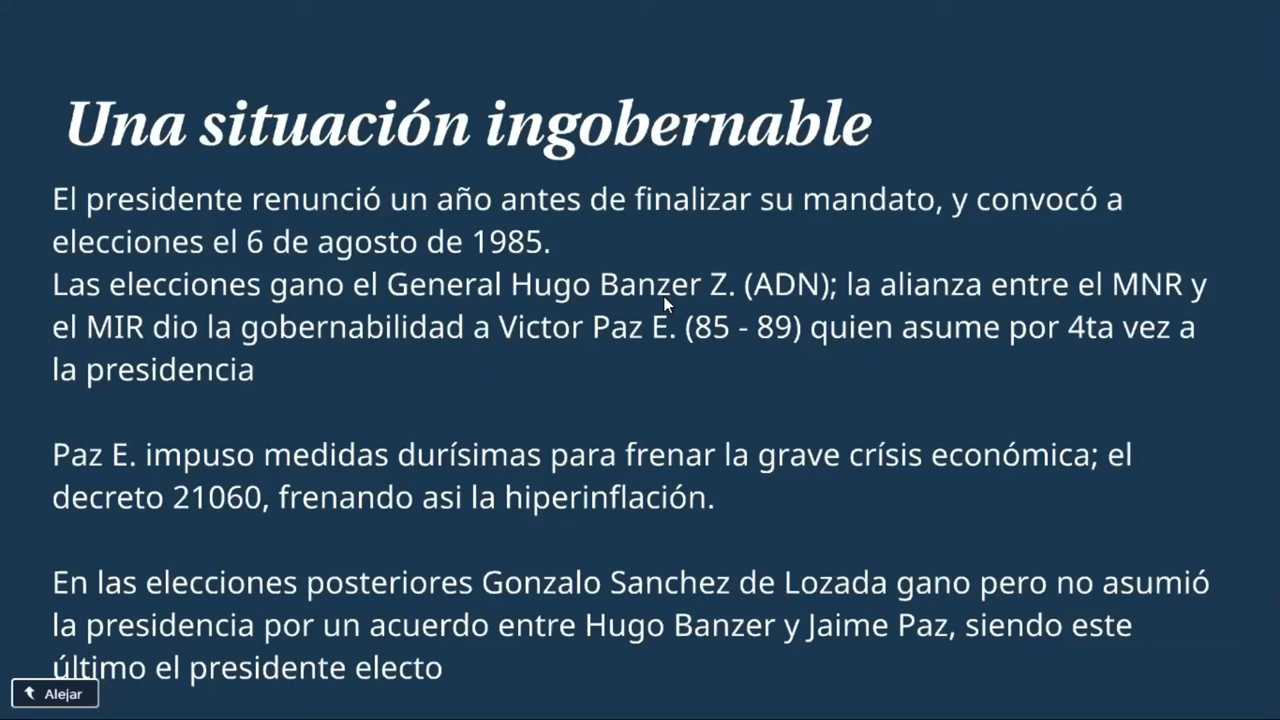 Una situación ingobernable
El presidente renunció un año antes de finalizar su mandato, y convocó a
elecciones el 6 de agosto de 1985.
Las elecciones gano el General Hugo Banzer Z. (ADN); la alianza entre el MNR y
el MIR dio la gobernabilidad a Victor Paz E. (85 - 89) quien asume por 4ta vez a
la presidencia
Paz E. impuso medidas durísimas para frenar la grave crísis económica; el
decreto 21060, frenando asi la hiperinflación.
En las elecciones posteriores Gonzalo Sanchez de Lozada gano pero no asumió
la presidencia por un acuerdo entre Hugo Banzer y Jaime Paz, siendo este
último el presidente electo
Alejar